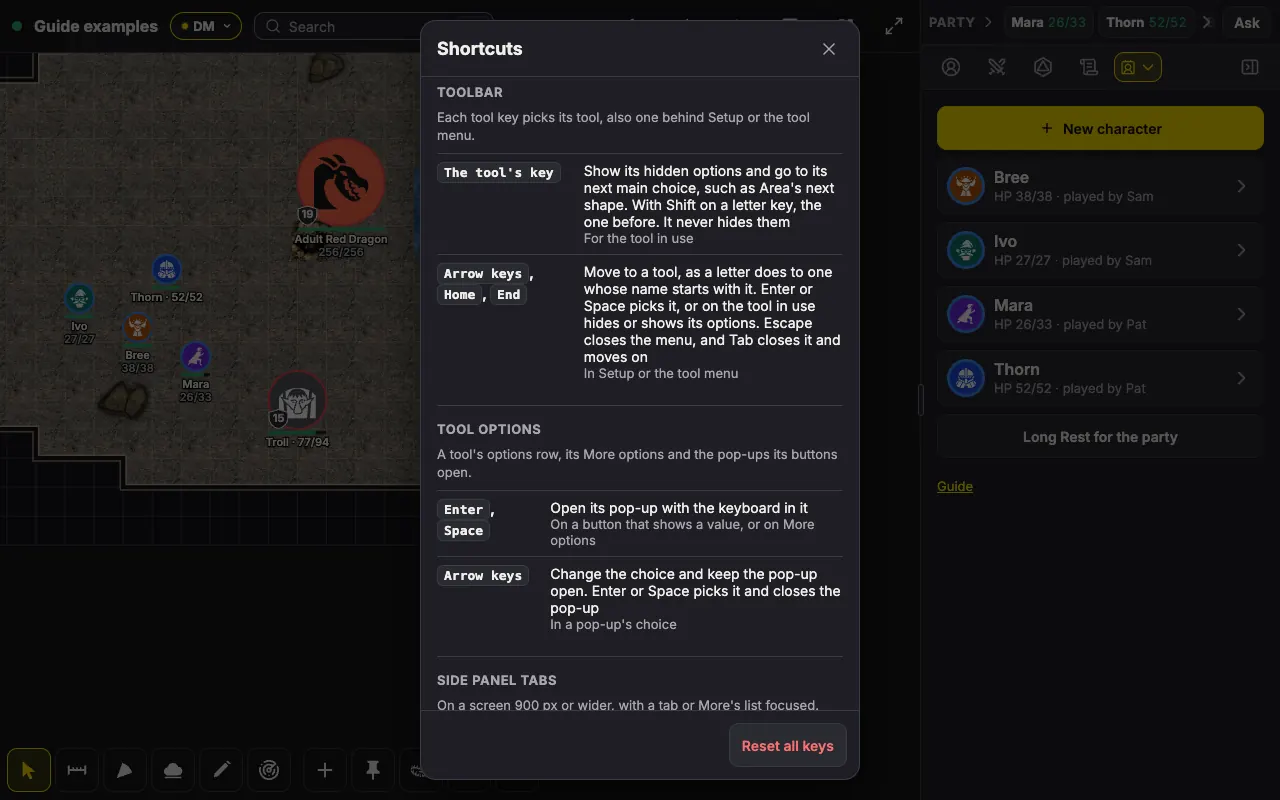 Guide examples
DM
Search
Shortcuts
PARTY
Mara 26/33
Thorn 52/52
Ask
TOOLBAR
Each tool key picks its tool, also one behind Setup or the tool
menu.
The tool's key
Show its hidden options and go to its
next main choice, such as Area's next
shape. With Shift on a letter key, the
one before. It never hides them
For the tool in use
Arrow keys,
Home, End
Move to a tool, as a letter does to one
whose name starts with it. Enter or
Space picks it, or on the tool in use
hides or shows its options. Escape
closes the menu, and Tab closes it and
moves on
In Setup or the tool menu
TOOL OPTIONS
A tool's options row, its More options and the pop-ups its buttons
open.
Enter,
Space
Open its pop-up with the keyboard in it
On a button that shows a value, or on More
options
Arrow keys
Change the choice and keep the pop-up
open. Enter or Space picks it and closes the
pop-up
In a pop-up's choice
SIDE PANEL TABS
On a screen 900 px or wider, with a tab or More's list focused.
Reset all keys
19
Adult Red Dragon
256/256
Thorn · 52/52
Ivo
27/27
Bree
38/38
Mara
26/33
15
Troll · 77/94
New character
Bree
HP 38/38 · played by Sam
Ivo
HP 27/27 · played by Sam
Mara
HP 26/33 · played by Pat
Thorn
HP 52/52 · played by Pat
Long Rest for the party
Guide